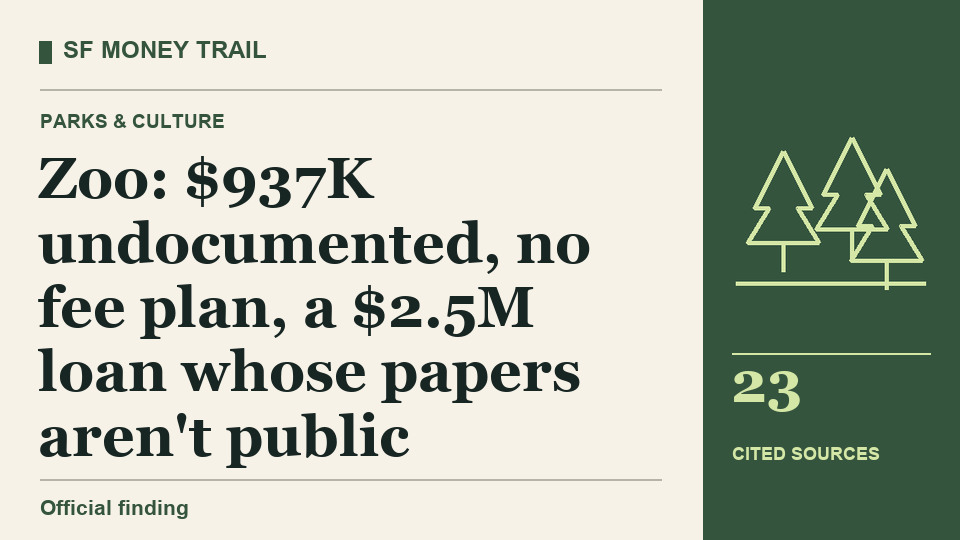 SF MONEY TRAIL
PARKS & CULTURE
Zoo: $937K
undocumented, no
fee plan, a $2.5M
loan whose papers
aren't public
Official finding
23
CITED SOURCES